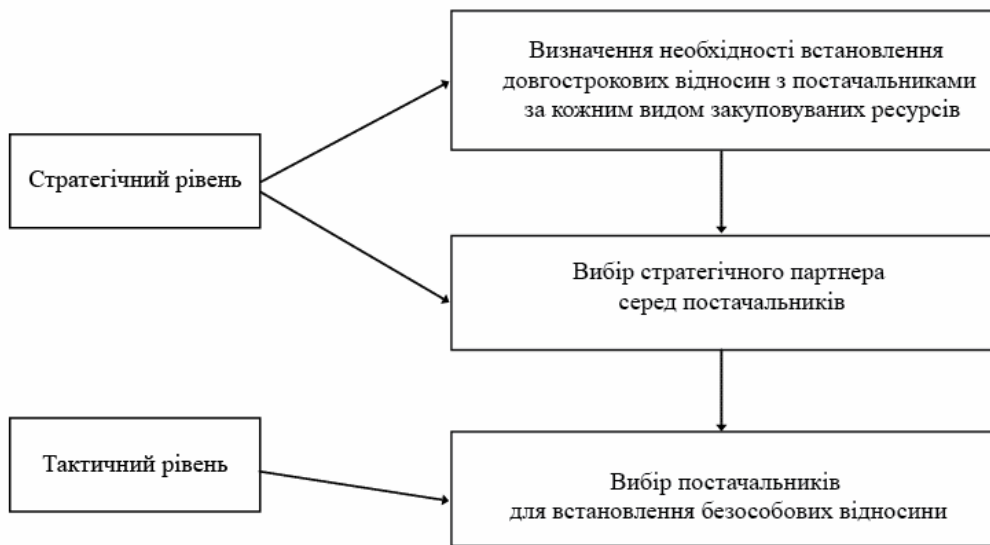 Визначення необхідності встановлення
довгострокових відносин з постачальниками
за кожним видом закуповуваних ресурсів
Стратегічний рівень
Вибір стратегічного партнера
серед постачальників
Тактичний рівень
Вибір постачальників
для встановлення безособових відносини